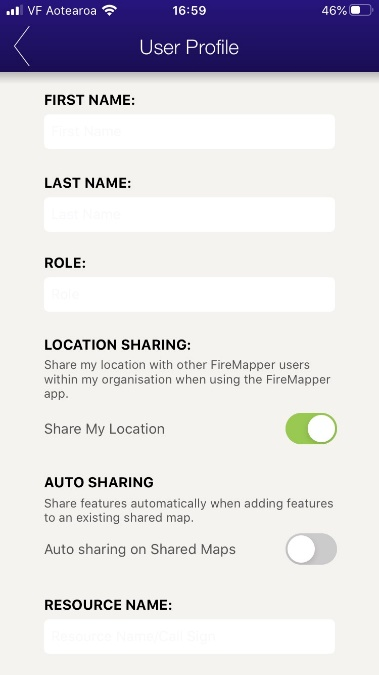 VF Aotearoa 16:59 46%
User Profile
FIRST NAME:
First Name
LAST NAME:
Last Name
ROLE:
Role
LOCATION SHARING:
Share my location with other FireMapper users
within my organisation when using the FireMapper
app.
Share My Location
AUTO SHARING
Share features automatically when adding features
to an existing shared map.
Auto sharing on Shared Maps
RESOURCE NAME:
Resource Name/Call Sign